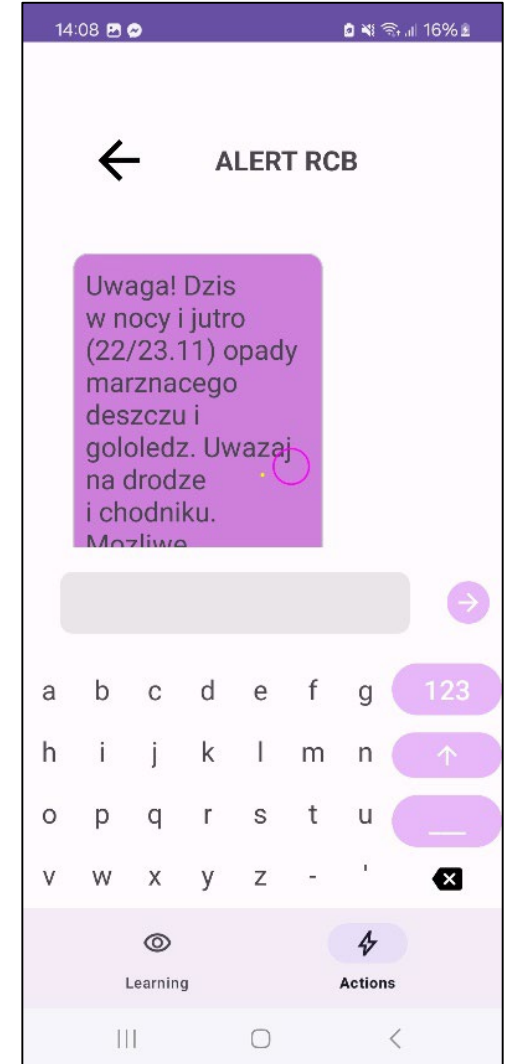 14:08 16%
ALERT RCB
Uwaga! Dzis
w nocy i jutro
(22/23.11) opady
marznacego
deszczu i
gololedz. Uwazaj
na drodze
i chodniku.
Mozliwe
a b c d e f g 123
h i j k l m n
o p q r s t u
v w x y z - '
Learning Actions